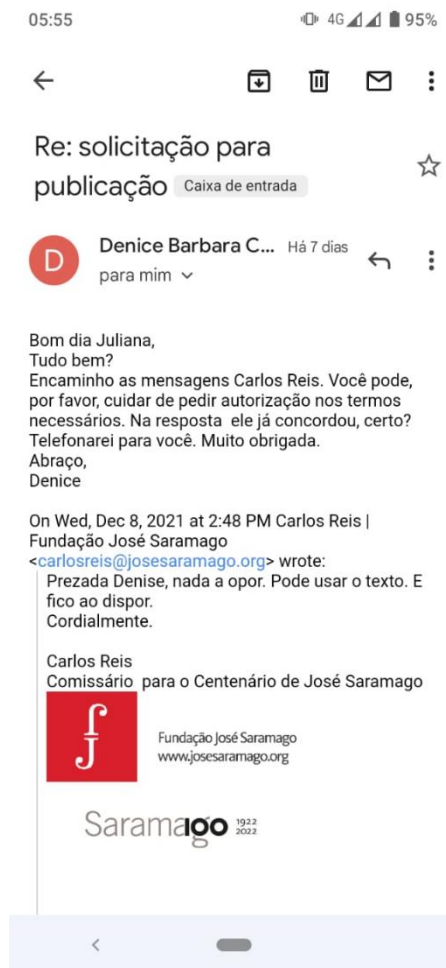 05:55 4G 95%
Re: solicitação para
publicação Caixa de entrada
D
Denice Barbara C... Há 7 dias
para mim
Bom dia Juliana,
Tudo bem?
Encaminho as mensagens Carlos Reis. Você pode,
por favor, cuidar de pedir autorização nos termos
necessários. Na resposta ele já concordou, certo?
Telefonarei para você. Muito obrigada.
Abraço,
Denice
On Wed, Dec 8, 2021 at 2:48 PM Carlos Reis |
Fundação José Saramago
<carlosreis@josesaramago.org> wrote:
Prezada Denise, nada a opor. Pode usar o texto. E
fico ao dispor.
Cordialmente.
Carlos Reis
Comissário para o Centenário de José Saramago
Fundação José Saramago
www.josesaramago.org
Saramago 1922
2022